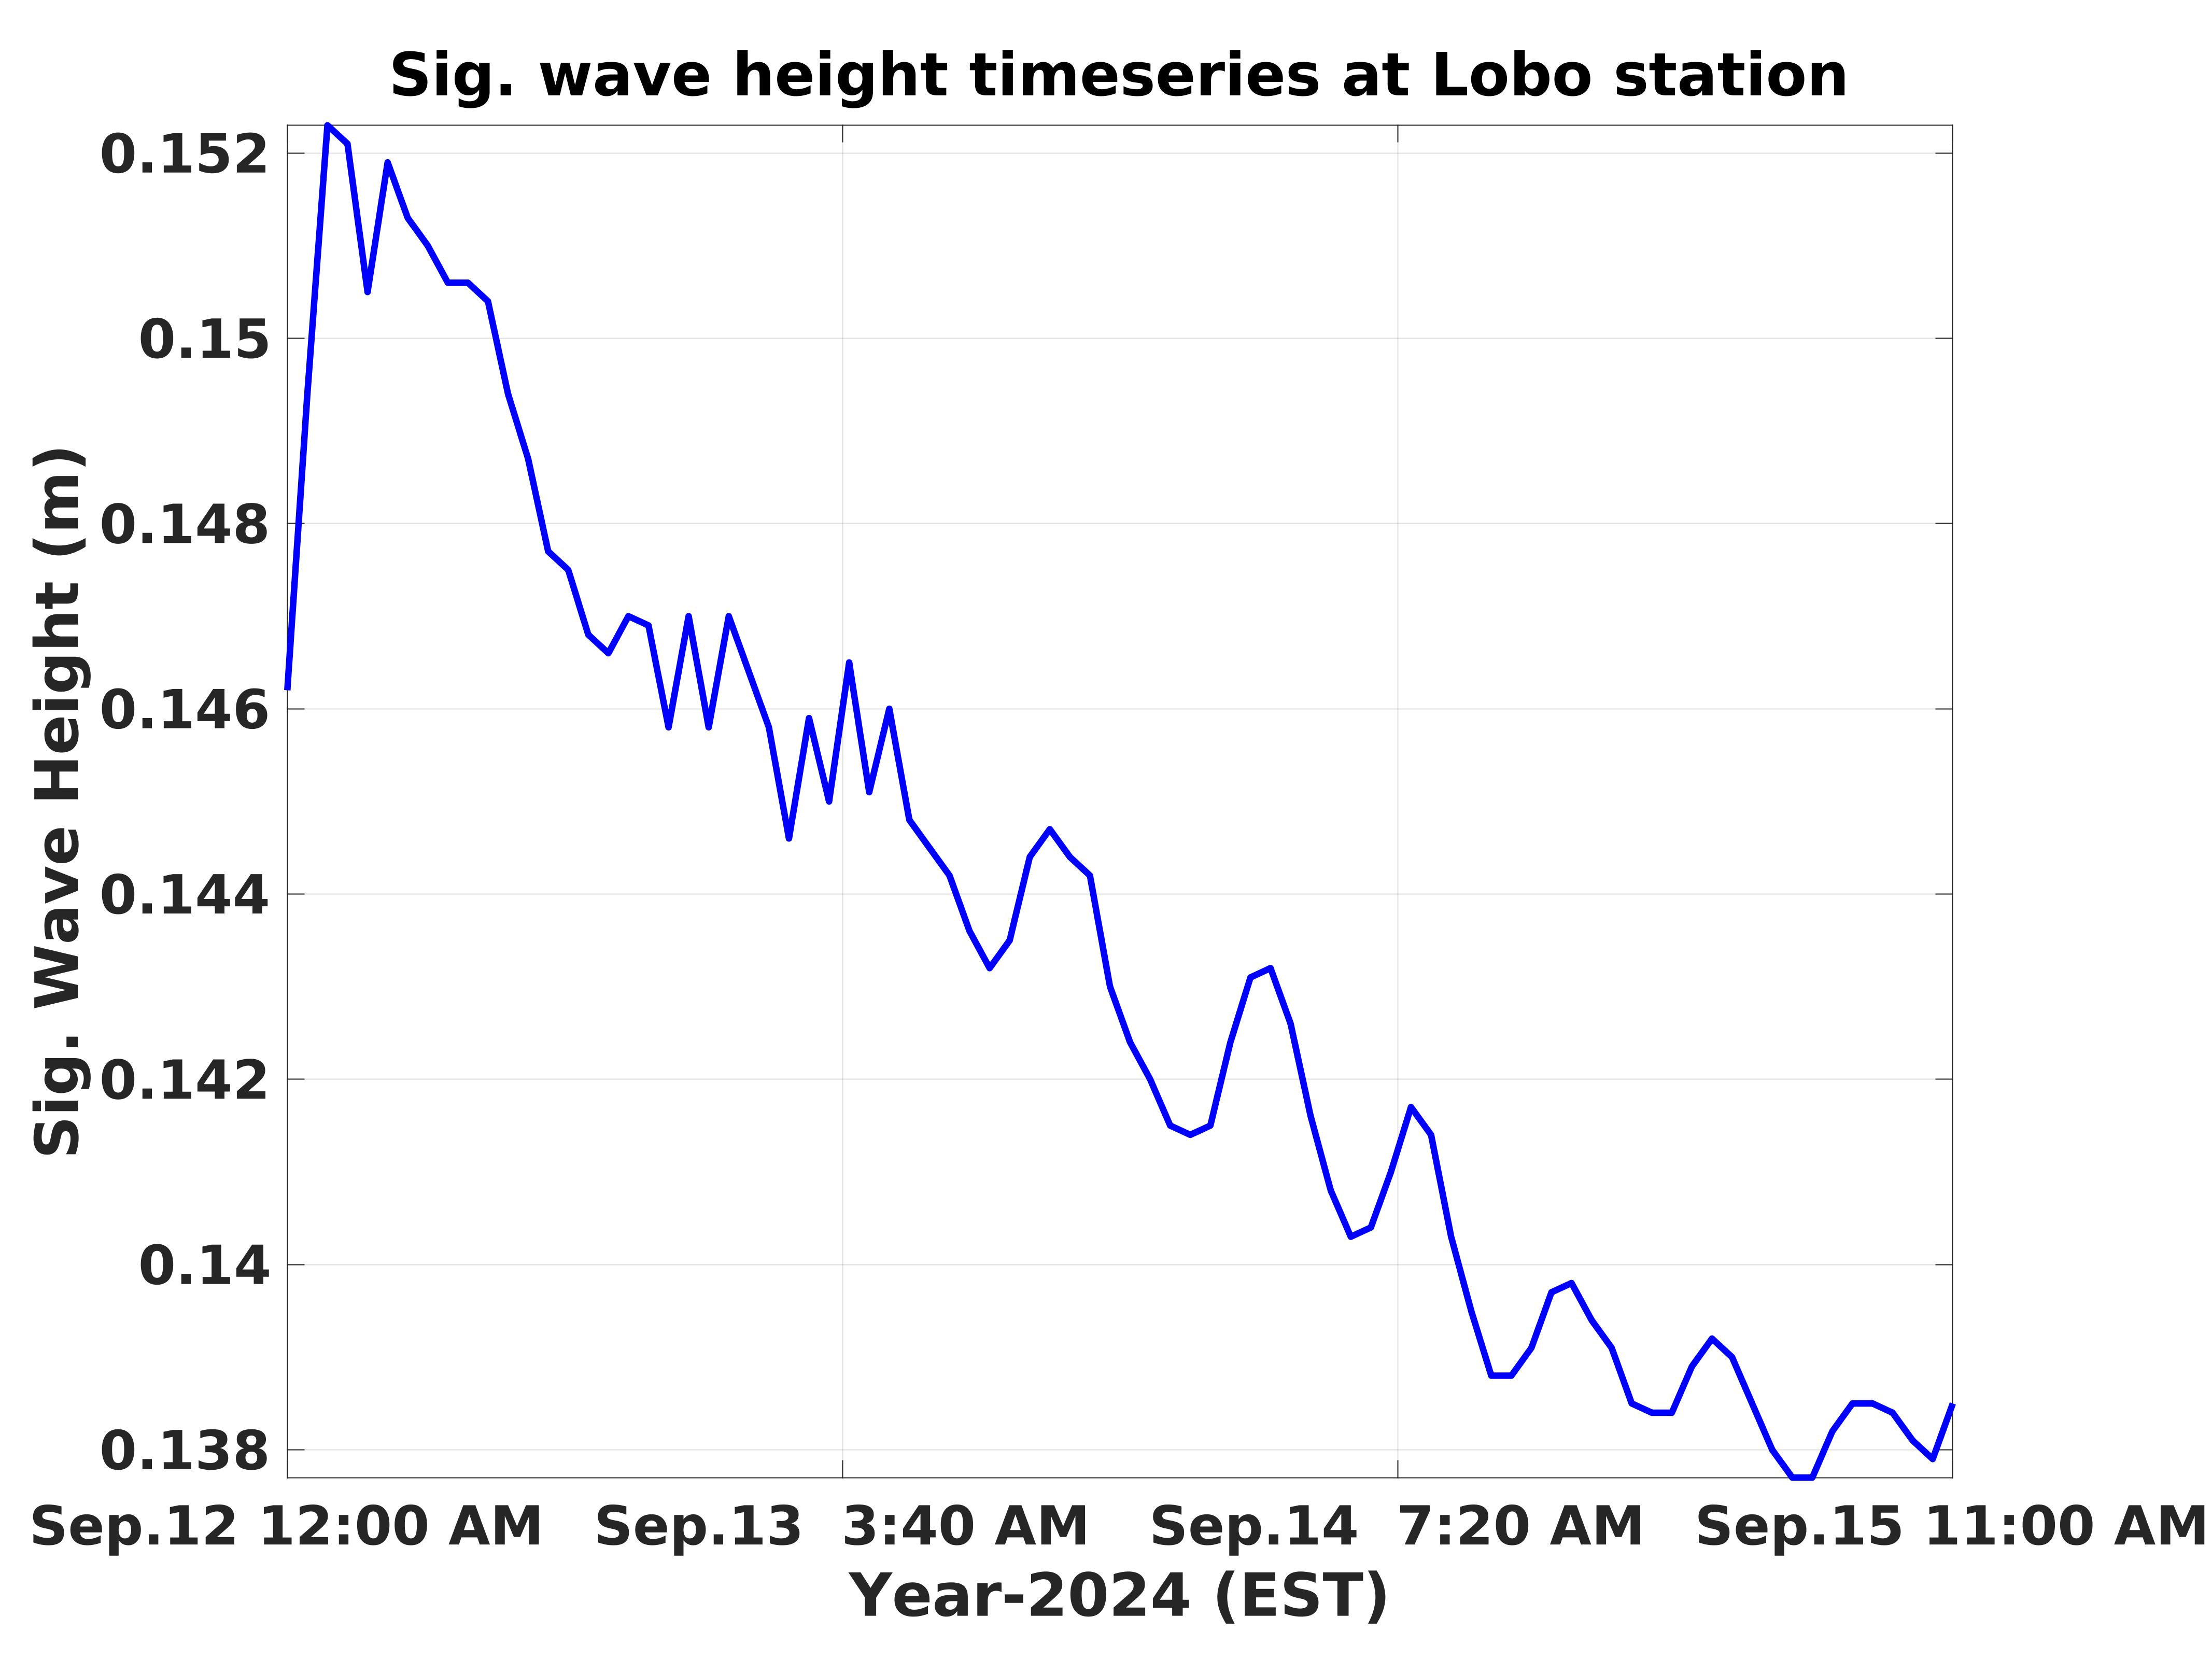 Sig. wave height timeseries at Lobo station
Sig. Wave Height (m)
0.152
0.15
0.148
0.146
0.144
0.142
0.14
0.138
Sep.12 12:00 AM Sep.13 3:40 AM Sep.14 7:20 AM Sep.15 11:00 AM
Year-2024 (EST)